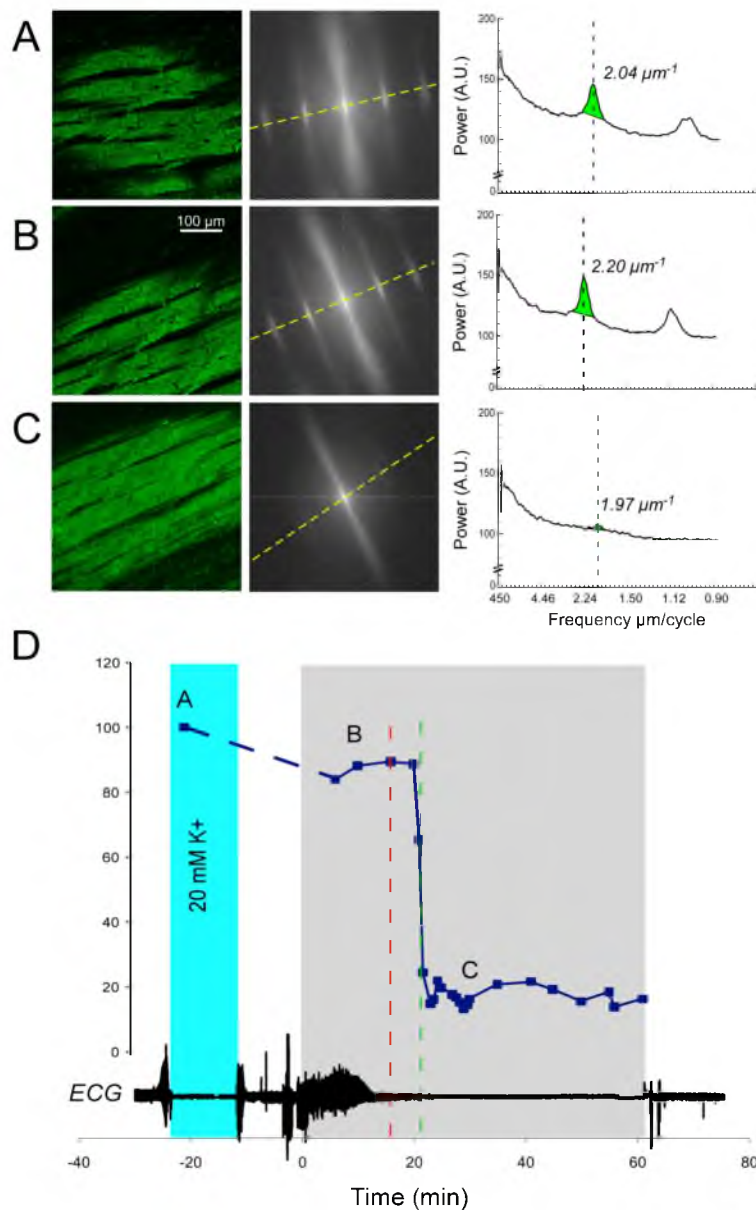 A
200
150
100
0
Power (A.U.)
2.04 µm-1
B
100 µm
200
150
100
0
Power (A.U.)
2.20 µm-1
C
200
150
100
0
Power (A.U.)
1.97 µm-1
450 4.46 2.24 1.50 1.12 0.90
Frequency µm/cycle
D
120
100
80
60
40
20
0
A
B
C
20 mM K+
ECG
-40 -20 0 20 40 60 80
Time (min)